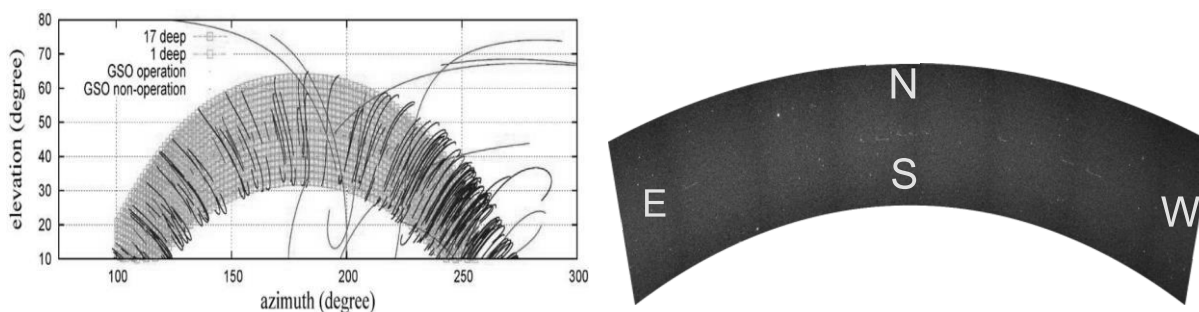 80
70
60
50
40
30
20
10
elevation (degree)
17 deep
1 deep
GSO operation
GSO non-operation
100 150 200 250 300
azimuth (degree)
N
S
E
W